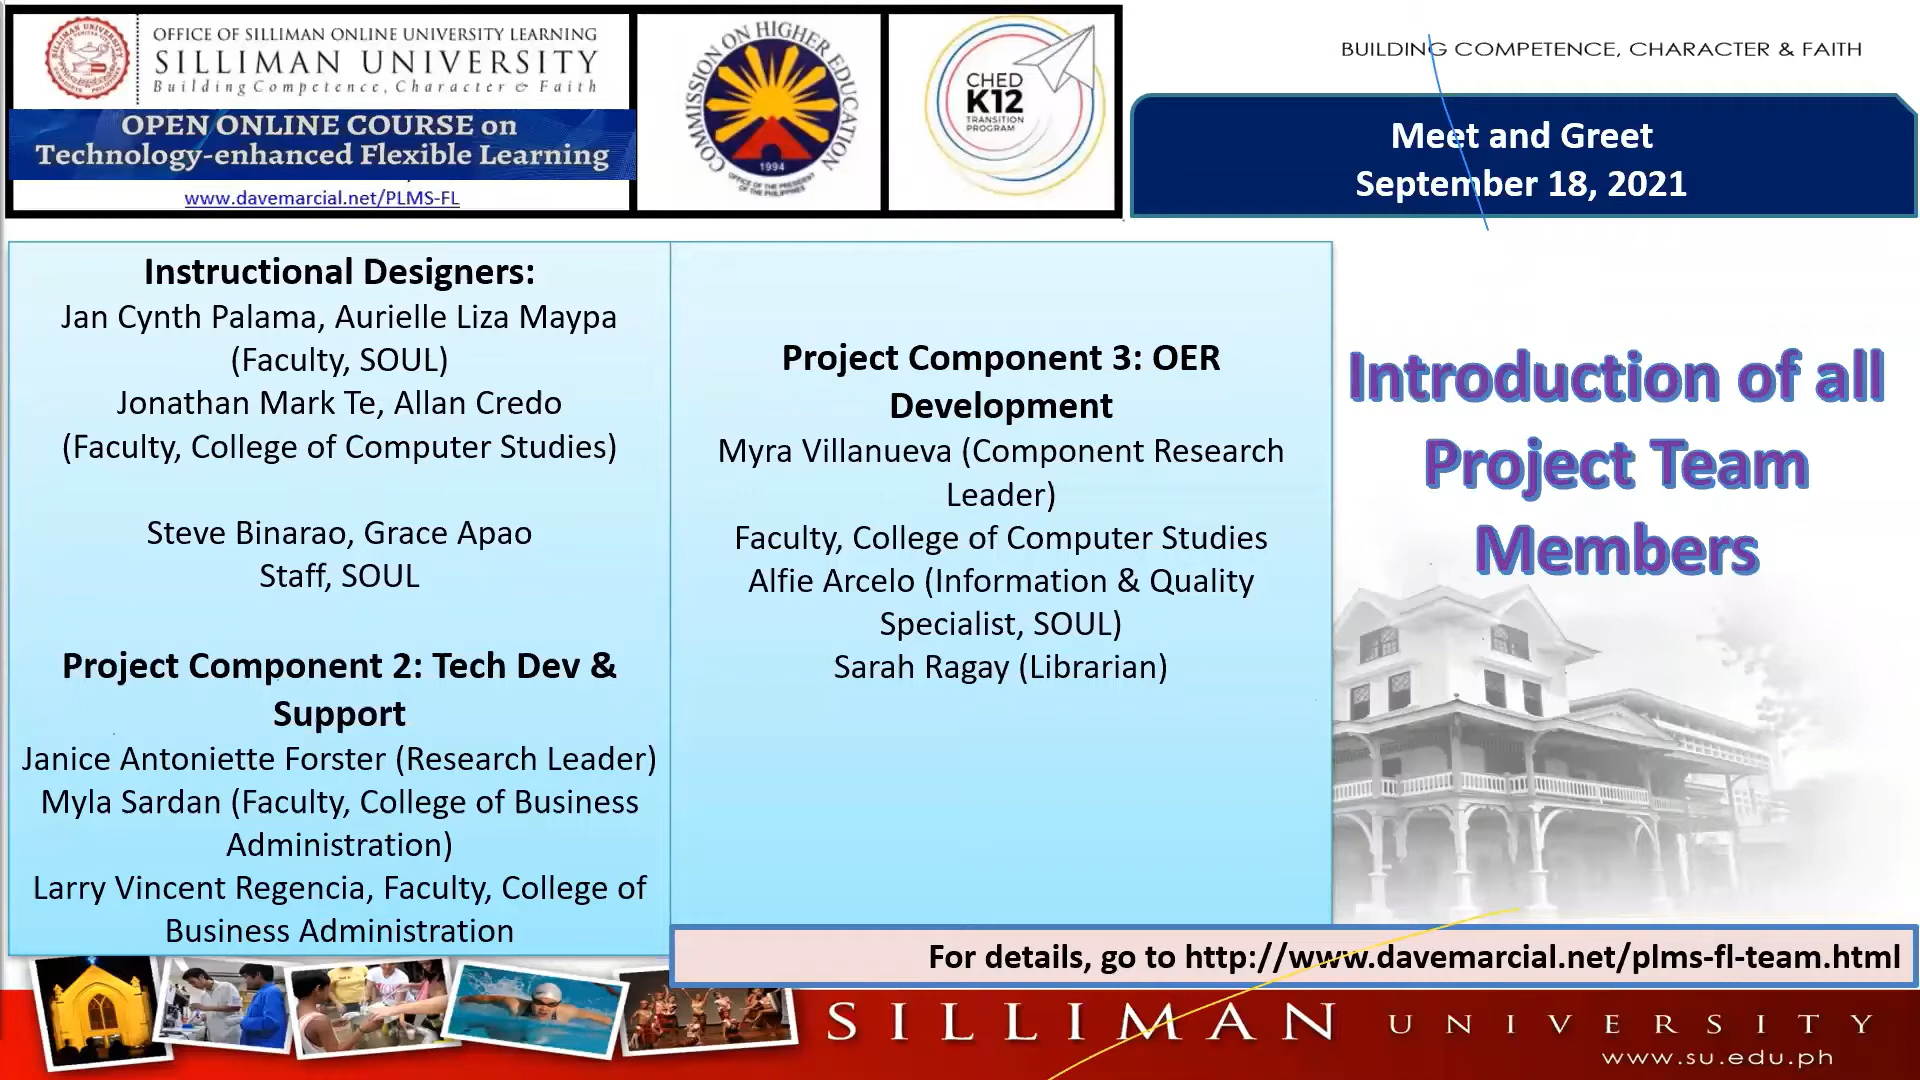 OFFICE OF SILLIMAN ONLINE UNIVERSITY LEARNING
SILLIMAN UNIVERSITY
Building Competence, Character & Faith
OPEN ONLINE COURSE on
Technology-enhanced Flexible Learning
www.davemarcial.net/PLMS-FL
COMMISSION ON HIGHER EDUCATION
1994
OFFICE OF THE PRESIDENT
OF THE PHILIPPINES
CHED
K12
TRANSITION
PROGRAM
BUILDING COMPETENCE, CHARACTER & FAITH
Meet and Greet
September 18, 2021
Instructional Designers:
Jan Cynth Palama, Aurielle Liza Maypa
(Faculty, SOUL)
Jonathan Mark Te, Allan Credo
(Faculty, College of Computer Studies)
Steve Binarao, Grace Apao
Staff, SOUL
Project Component 2: Tech Dev &
Support
Janice Antoniette Forster (Research Leader)
Myla Sardan (Faculty, College of Business
Administration)
Larry Vincent Regencia, Faculty, College of
Business Administration
Project Component 3: OER
Development
Myra Villanueva (Component Research
Leader)
Faculty, College of Computer Studies
Alfie Arcelo (Information & Quality
Specialist, SOUL)
Sarah Ragay (Librarian)
Introduction of all
Project Team
Members
For details, go to http://www.davemarcial.net/plms-fl-team.html
SILLIMAN UNIVERSITY
www.su.edu.ph